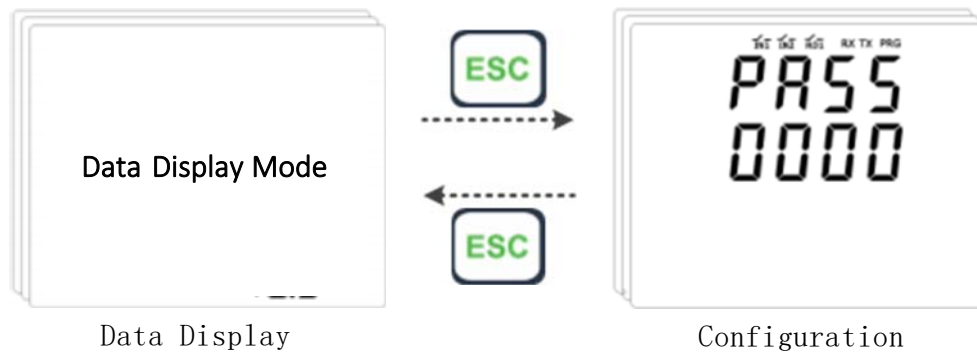 Data Display Mode
ESC
ESC
RX TX PRG
PASS
0000
Data Display
Configuration